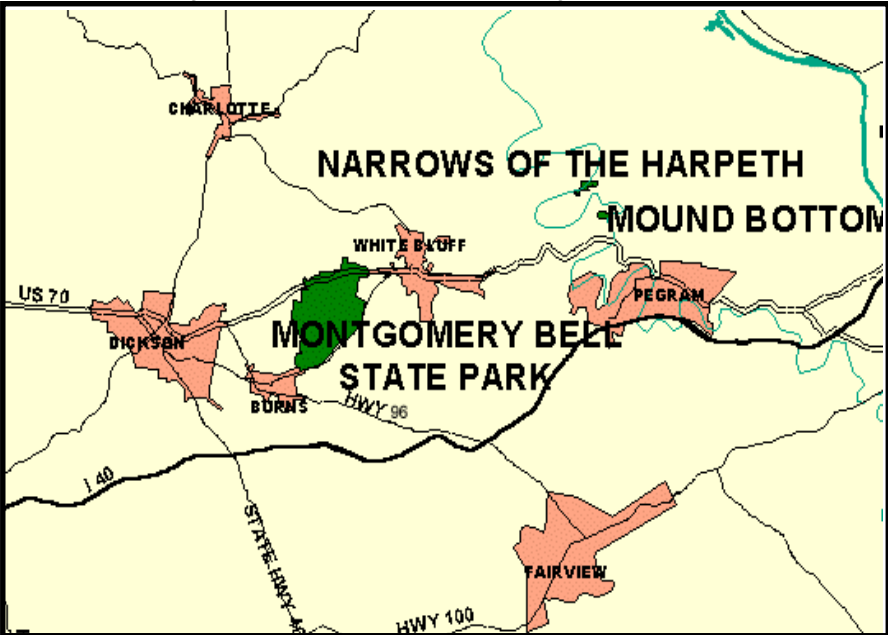 CHARLOTTE
NARROWS OF THE HARPETH
MOUND BOTTOM
WHITE BLUFF
US 70
PEGRAM
DICKSON
MONTGOMERY BELL
STATE PARK
BURNS
HWY 96
I 40
STATE HWY
FAIRVIEW
HWY 100